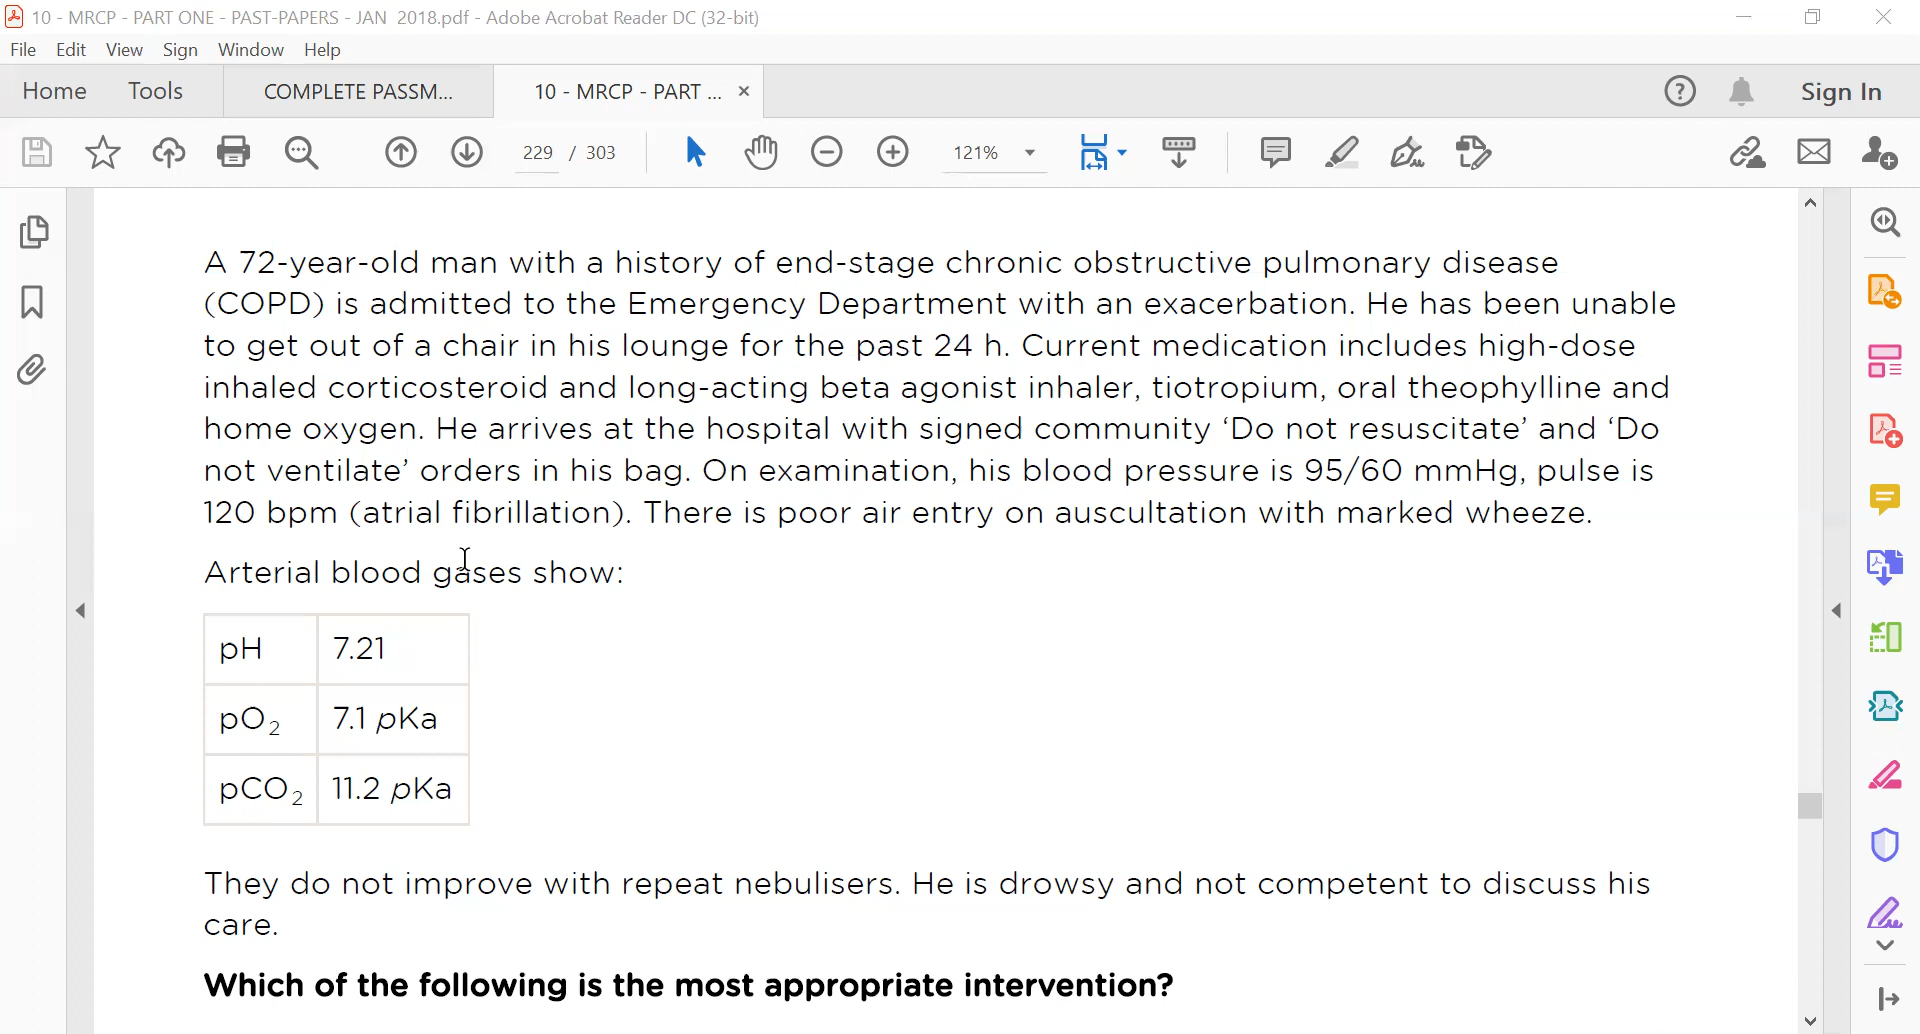 10 - MRCP - PART ONE - PAST-PAPERS - JAN 2018.pdf - Adobe Acrobat Reader DC (32-bit)
File Edit View Sign Window Help
Home Tools COMPLETE PASSM... 10 - MRCP - PART ... × Sign In
229 / 303 121%
A 72-year-old man with a history of end-stage chronic obstructive pulmonary disease
(COPD) is admitted to the Emergency Department with an exacerbation. He has been unable
to get out of a chair in his lounge for the past 24 h. Current medication includes high-dose
inhaled corticosteroid and long-acting beta agonist inhaler, tiotropium, oral theophylline and
home oxygen. He arrives at the hospital with signed community ‘Do not resuscitate’ and ‘Do
not ventilate’ orders in his bag. On examination, his blood pressure is 95/60 mmHg, pulse is
120 bpm (atrial fibrillation). There is poor air entry on auscultation with marked wheeze.
Arterial blood gases show:
pH 7.21
pO₂ 7.1 pKa
pCO₂ 11.2 pKa
They do not improve with repeat nebulisers. He is drowsy and not competent to discuss his
care.
Which of the following is the most appropriate intervention?